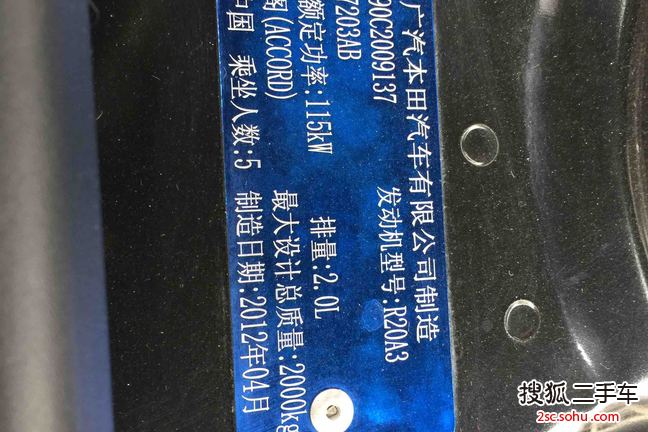 广汽本田汽车有限公司制造
90C2009137 发动机型号:R20A3
7203AB
额定功率:115kW 排量:2.0L
阁(ACCORD) 最大设计总质量:2000kg
中国 乘坐人数:5 制造日期:2012年04月
搜狐二手车
2sc.sohu.com